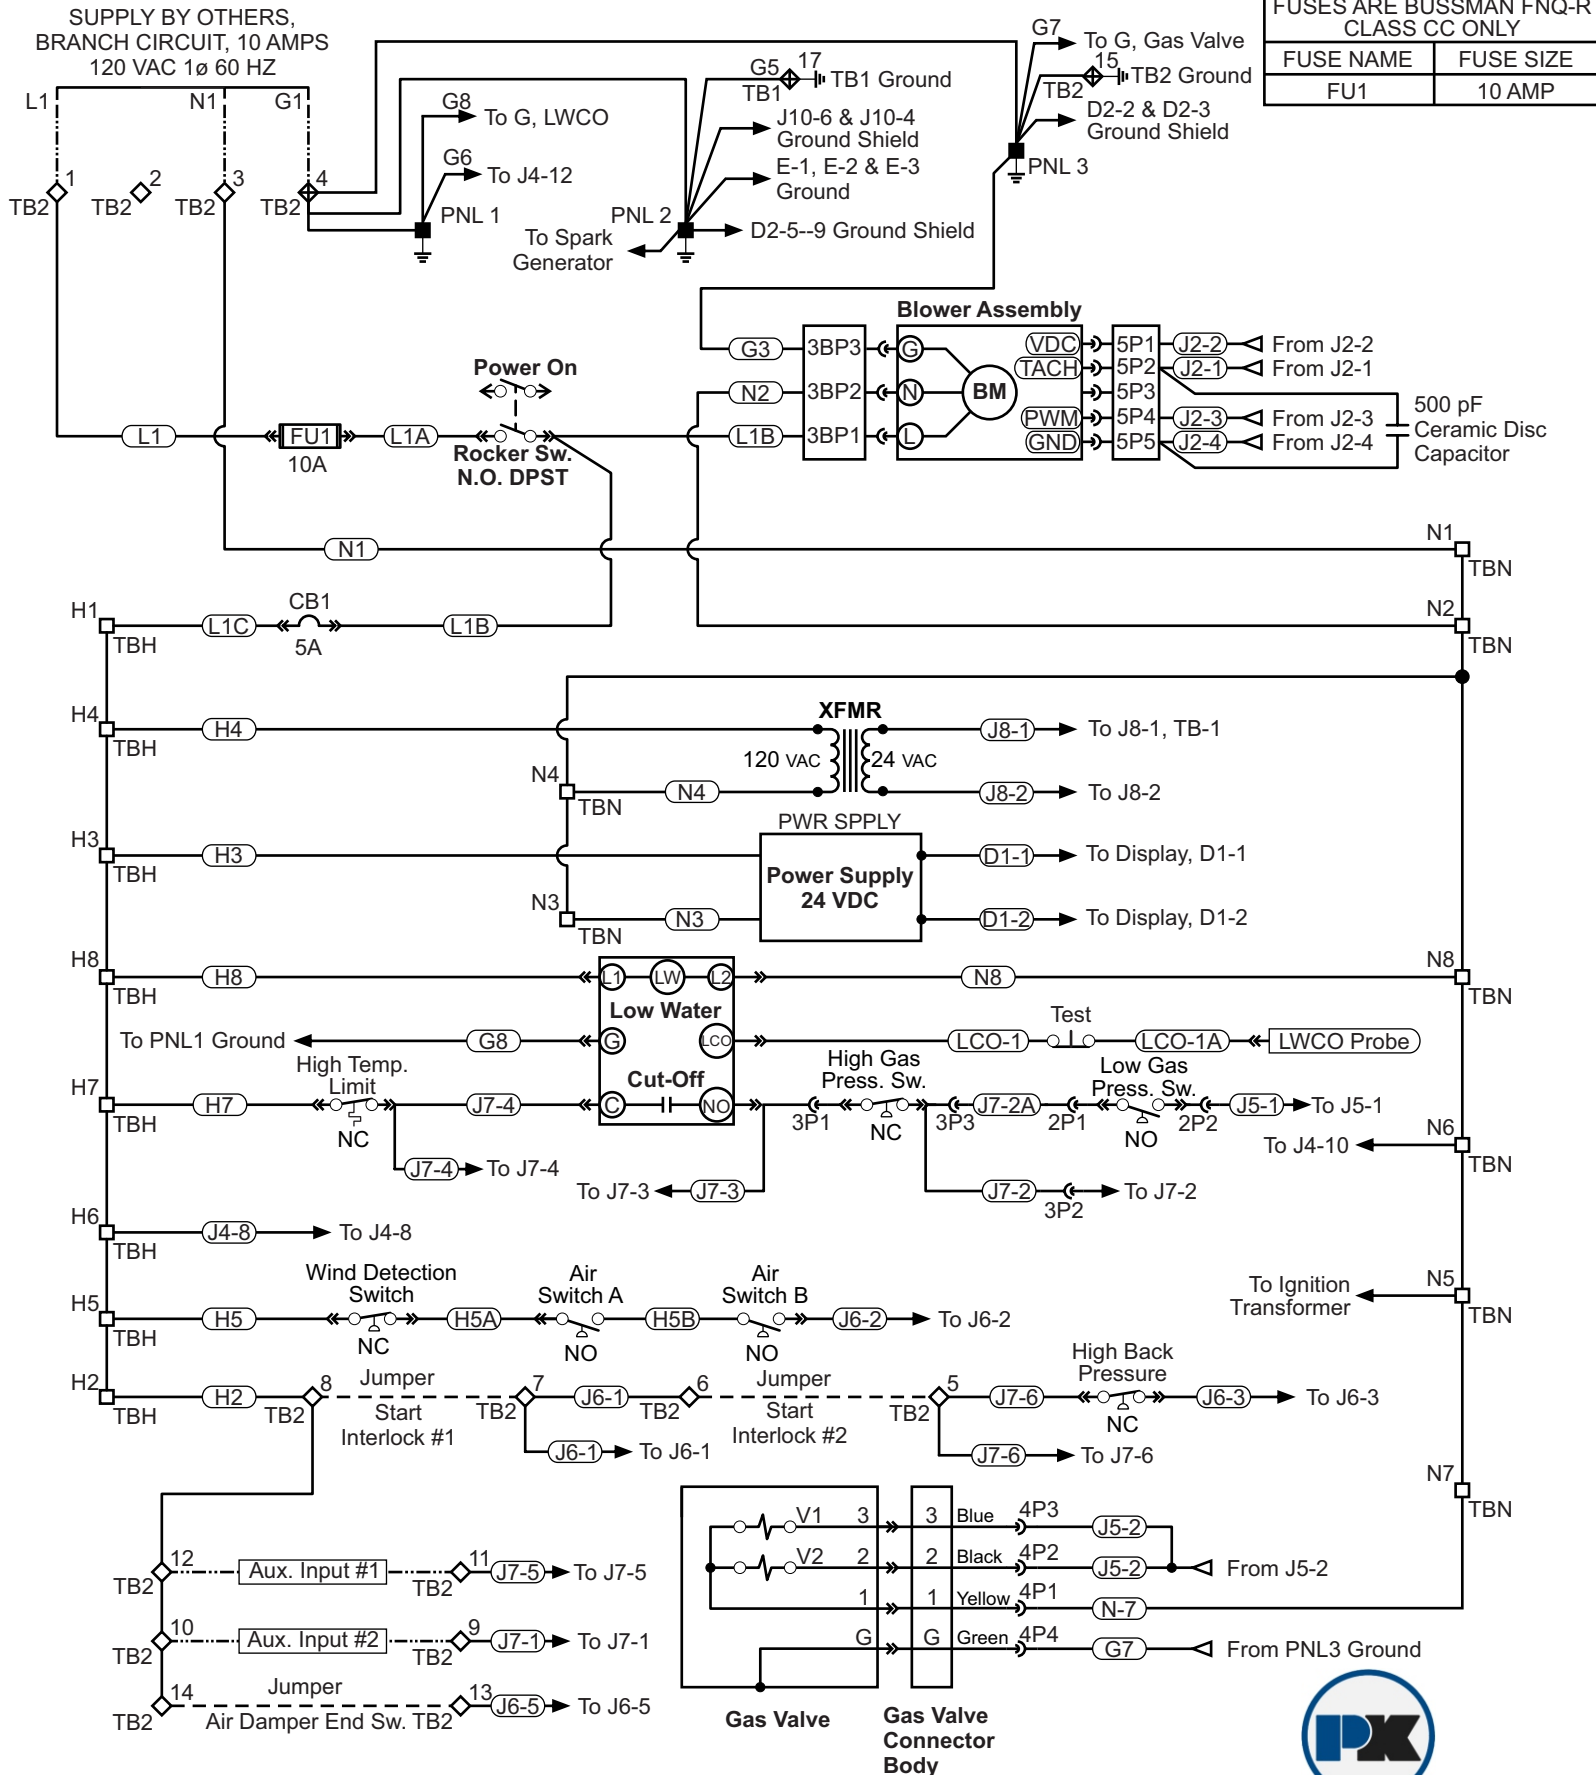 SUPPLY BY OTHERS,
BRANCH CIRCUIT, 10 AMPS
120 VAC 1ø 60 HZ
FUSES ARE BUSSMAN FNQ-R
CLASS CC ONLY
FUSE NAME FUSE SIZE
FU1 10 AMP
L1 N1 G1
1 2 3 4
TB2 TB2 TB2 TB2
G8 To G, LWCO
G6 To J4-12
PNL 1
G5 17 TB1 TB1 Ground
J10-6 & J10-4
Ground Shield
E-1, E-2 & E-3
Ground
PNL 2
D2-5--9 Ground Shield
To Spark
Generator
G7 To G, Gas Valve
15 TB2 TB2 Ground
D2-2 & D2-3
Ground Shield
PNL 3
Blower Assembly
G3 3BP3 G
N2 3BP2 N
L1B 3BP1 L
BM
VDC 5P1 J2-2 From J2-2
TACH 5P2 J2-1 From J2-1
5P3
PWM 5P4 J2-3 From J2-3
GND 5P5 J2-4 From J2-4
500 pF
Ceramic Disc
Capacitor
Power On
L1 FU1 L1A
10A
Rocker Sw.
N.O. DPST
N1 N1
TBN
H1 L1C CB1 L1B N2
TBH 5A TBN
XFMR
H4 H4 J8-1 To J8-1, TB-1
TBH
120 VAC 24 VAC
N4 N4 J8-2 To J8-2
TBN
PWR SPPLY
H3 H3 D1-1 To Display, D1-1
TBH
Power Supply
24 VDC
N3 N3 D1-2 To Display, D1-2
TBN
H8 H8 L1 LW L2 N8 N8
TBH TBN
Low Water
To PNL1 Ground G8 G LCO LCO-1 Test LCO-1A LWCO Probe
Cut-Off
High Temp.
Limit
High Gas
Press. Sw.
Low Gas
Press. Sw.
H7 H7 J7-4 C NO J7-2A J5-1 To J5-1
TBH NC 3P1 NC 3P3 2P1 NO 2P2
N6
To J4-10
TBN
J7-4 To J7-4
To J7-3 J7-3
J7-2 To J7-2
3P2
H6 J4-8 To J4-8
TBH
Wind Detection
Switch
Air
Switch A
Air
Switch B
To Ignition
Transformer
N5
TBN
H5 H5 H5A H5B J6-2 To J6-2
TBH NC NO NO
High Back
Pressure
H2 H2 8 Jumper 7 J6-1 6 Jumper 5 J7-6 J6-3 To J6-3
TBH TB2 TB2 TB2 TB2 NC
Start
Interlock #1
Start
Interlock #2
J6-1 To J6-1
J7-6 To J7-6
N7
TBN
V1 3 3 Blue 4P3 J5-2
V2 2 2 Black 4P2 J5-2 From J5-2
1 1 Yellow 4P1 N-7
G G Green 4P4 G7 From PNL3 Ground
12 Aux. Input #1 11 J7-5 To J7-5
TB2 TB2
10 Aux. Input #2 9 J7-1 To J7-1
TB2 TB2
14 Jumper 13 J6-5 To J6-5
TB2 Air Damper End Sw. TB2
Gas Valve
Gas Valve
Connector
Body
PK